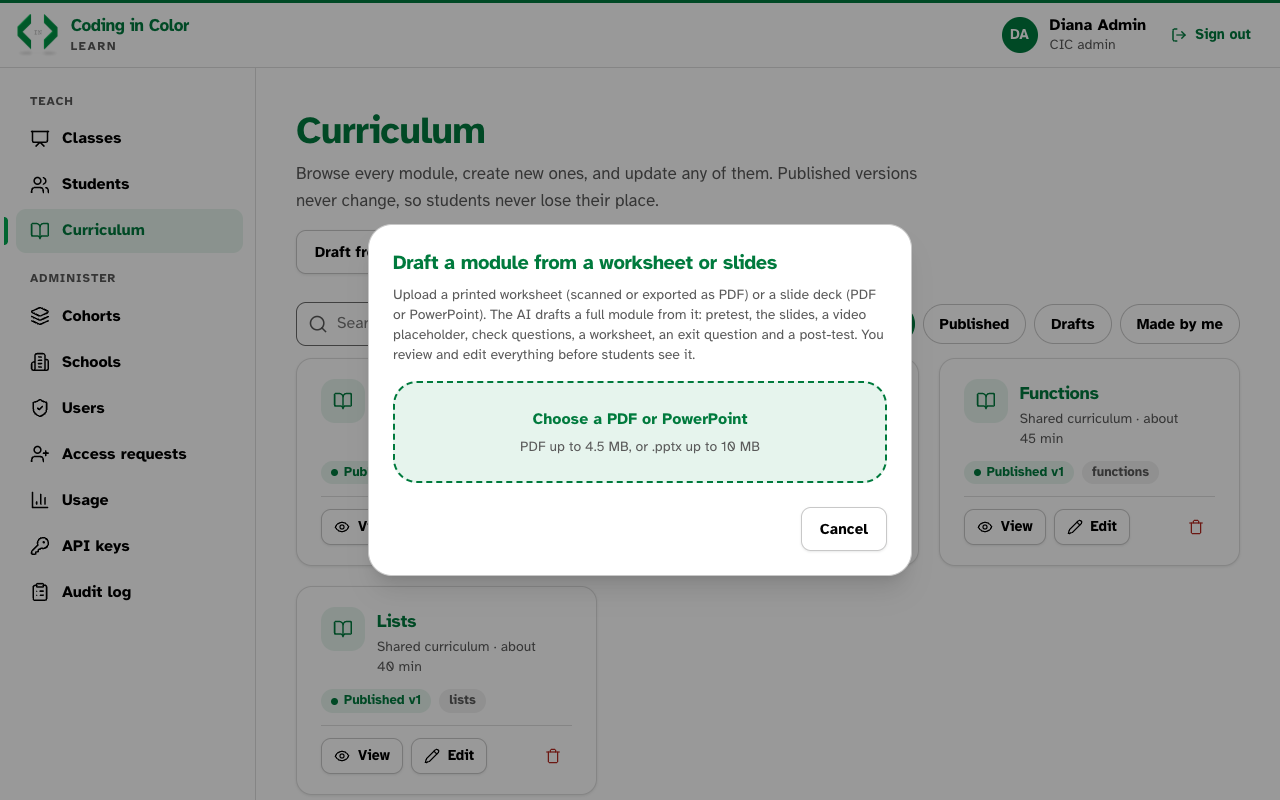 Coding in Color
LEARN
DA
Diana Admin
CIC admin
Sign out
TEACH
Classes
Students
Curriculum
ADMINISTER
Cohorts
Schools
Users
Access requests
Usage
API keys
Audit log
Curriculum
Browse every module, create new ones, and update any of them. Published versions
never change, so students never lose their place.
Draft
Published
Drafts
Made by me
Draft a module from a worksheet or slides
Upload a printed worksheet (scanned or exported as PDF) or a slide deck (PDF
or PowerPoint). The AI drafts a full module from it: pretest, the slides, a video
placeholder, check questions, a worksheet, an exit question and a post-test. You
review and edit everything before students see it.
Choose a PDF or PowerPoint
PDF up to 4.5 MB, or .pptx up to 10 MB
Cancel
Functions
Shared curriculum · about
45 min
Published v1
functions
View
Edit
Lists
Shared curriculum · about
40 min
Published v1
lists
View
Edit